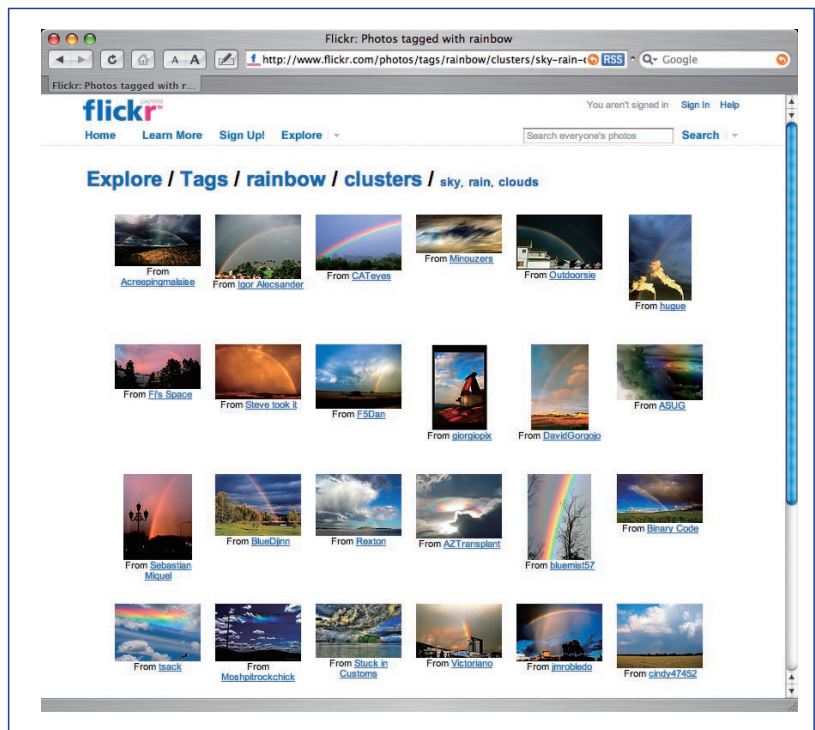 Flickr: Photos tagged with rainbow
A A
http://www.flickr.com/photos/tags/rainbow/clusters/sky-rain-c
RSS
Google
Flickr: Photos tagged with r...
flickr
GAMMA
TM
You aren't signed in Sign In Help
Home Learn More Sign Up! Explore
Search everyone's photos
Search
Explore / Tags / rainbow / clusters / sky, rain, clouds
From Acreepingmalaise
From Igor Alecsander
From CATeyes
From Minouzers
From Outdoorsie
From hugue
From Fl's Space
From Steve took it
From F5Dan
From giorgiopix
From DavidGorgojo
From ASUG
From Sebastian
Miquel
From BlueDjinn
From Rexton
From AZTransplant
From bluemist57
From Binary Code
From tsack
From
Moshpitrockchick
From Stuck in
Customs
From Victoriano
From jmrobledo
From cindy47452